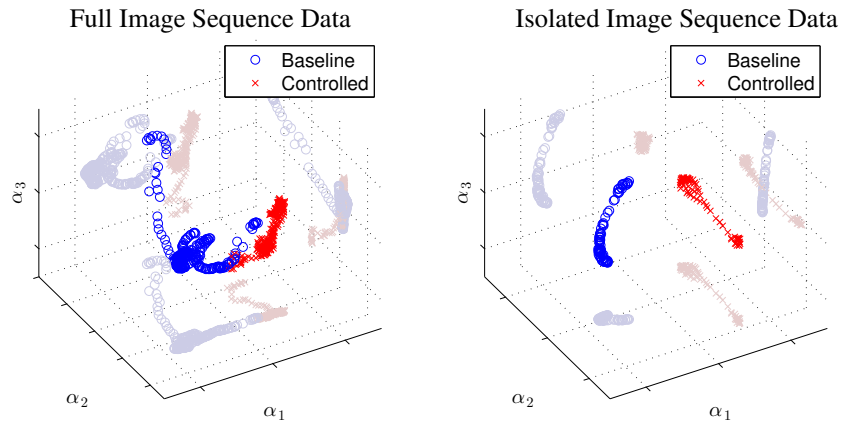 Full Image Sequence Data
Baseline
Controlled
α3
α2
α1
Isolated Image Sequence Data
Baseline
Controlled
α3
α2
α1